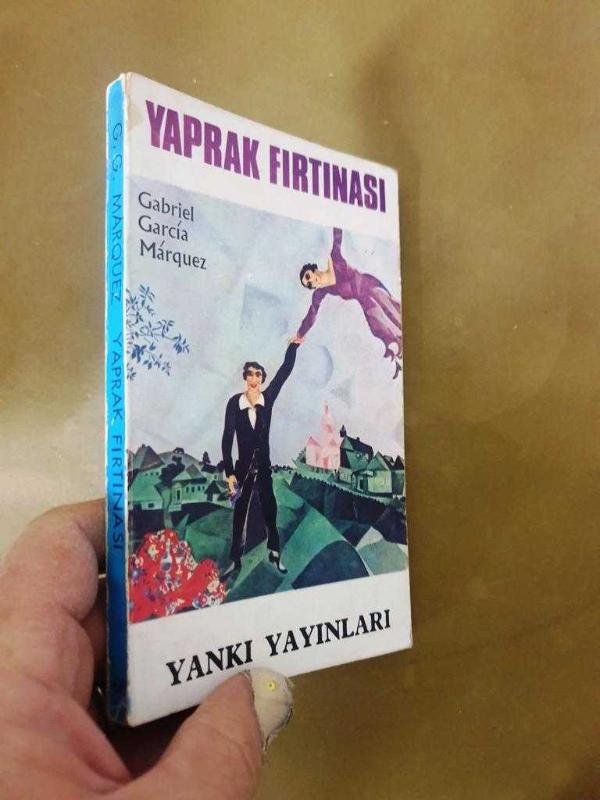 YAPRAK FIRTINASI
Gabriel
García
Márquez
YANKI YAYINLARI
G. G. MARQUEZ YAPRAK FIRTINASI